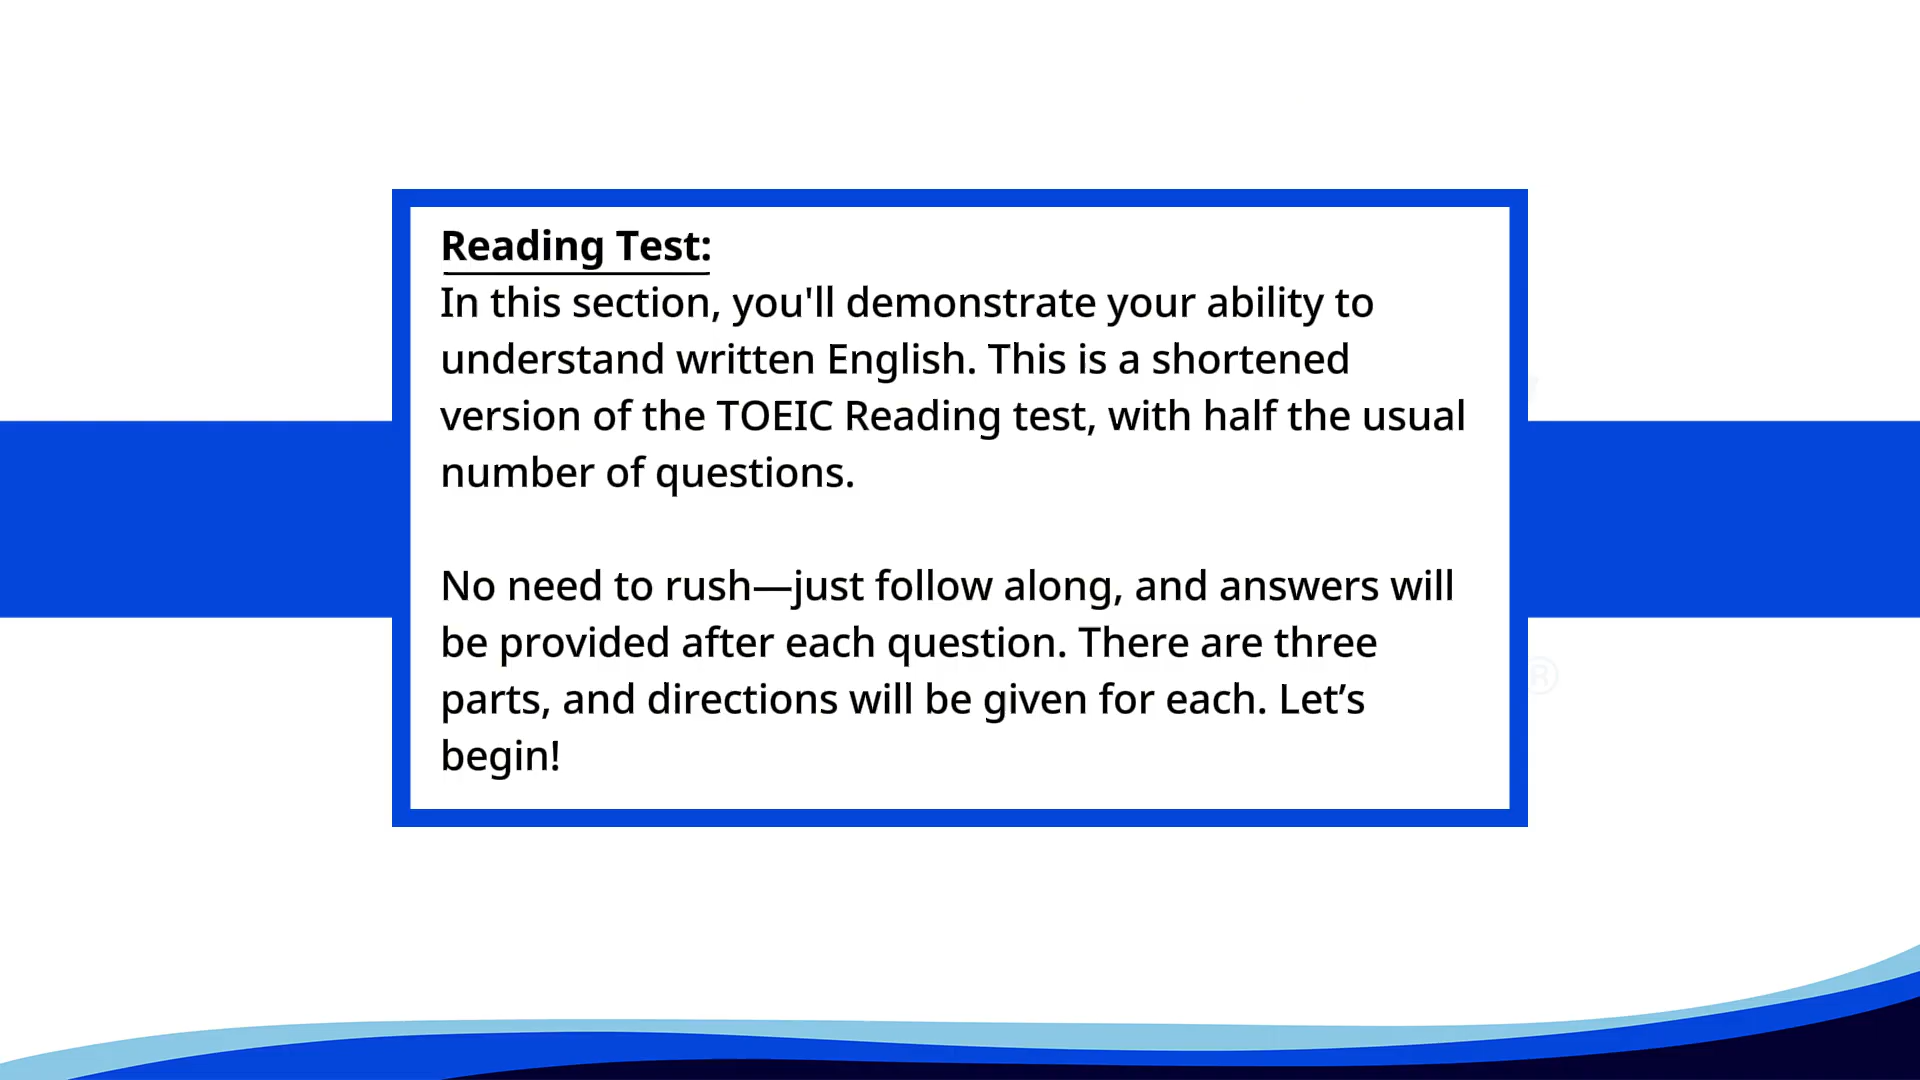 Reading Test:
In this section, you'll demonstrate your ability to
understand written English. This is a shortened
version of the TOEIC Reading test, with half the usual
number of questions.
No need to rush—just follow along, and answers will
be provided after each question. There are three
parts, and directions will be given for each. Let’s
begin!
®